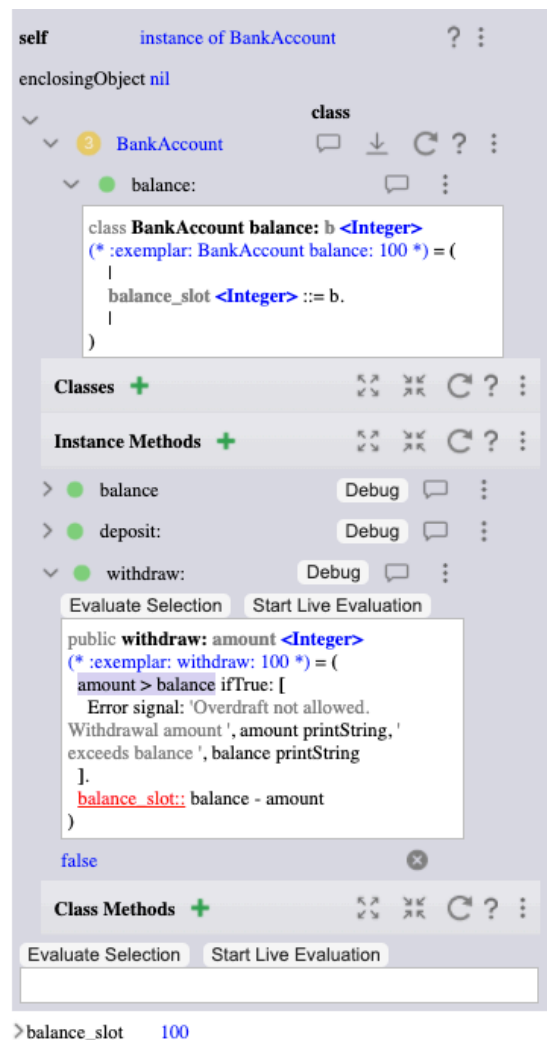 self instance of BankAccount ?
enclosingObject nil
class
3 BankAccount ?
balance:
class BankAccount balance: b <Integer>
(* :exemplar: BankAccount balance: 100 *) = (
|
balance_slot <Integer> ::= b.
|
)
Classes + ?
Instance Methods + ?
balance Debug
deposit: Debug
withdraw: Debug
Evaluate Selection Start Live Evaluation
public withdraw: amount <Integer>
(* :exemplar: withdraw: 100 *) = (
amount > balance ifTrue: [
Error signal: 'Overdraft not allowed.
Withdrawal amount ', amount printString, '
exceeds balance ', balance printString
].
balance_slot:: balance - amount
)
false
Class Methods + ?
Evaluate Selection Start Live Evaluation
balance_slot 100